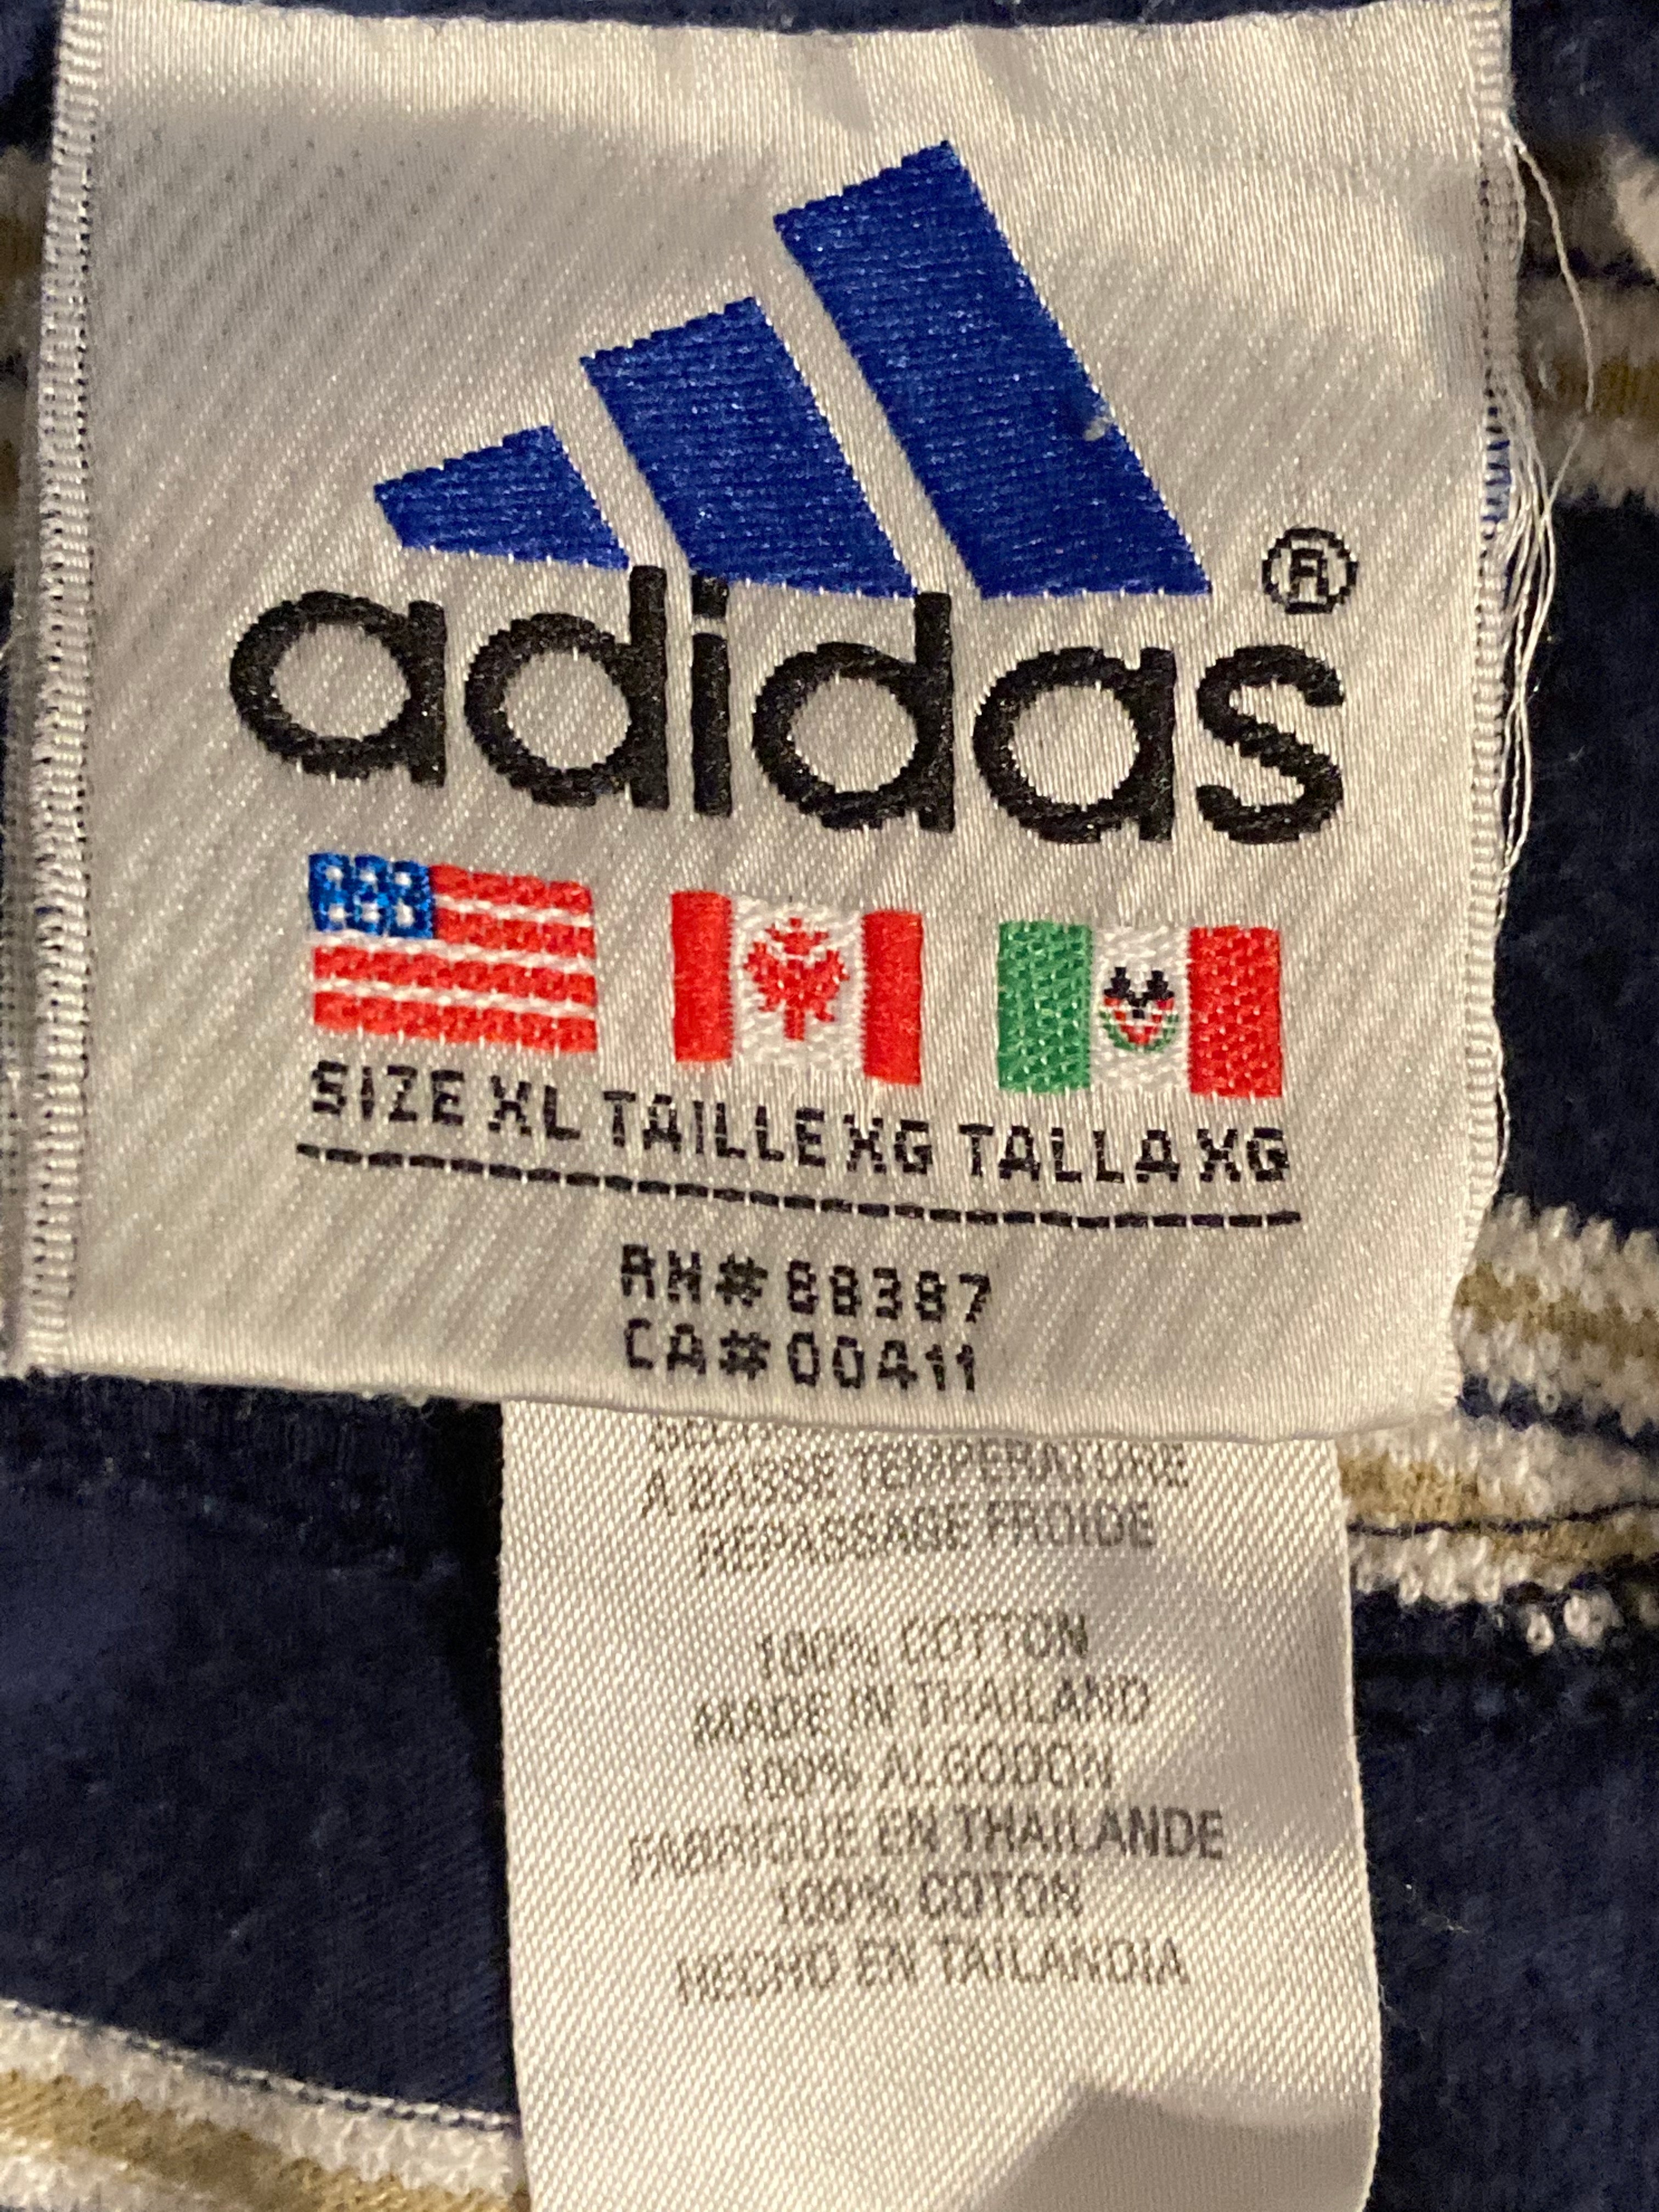 adidas ®
SIZE XL TAILLE XG TALLA XG
RN# 88387
CA# 00411
A BASSE TEMPERATURE
REPASSAGE FROIDE
100% COTTON
MADE IN THAILAND
100% ALGODON
FABRIQUE EN THAILANDE
100% COTON
HECHO EN TAILANDIA